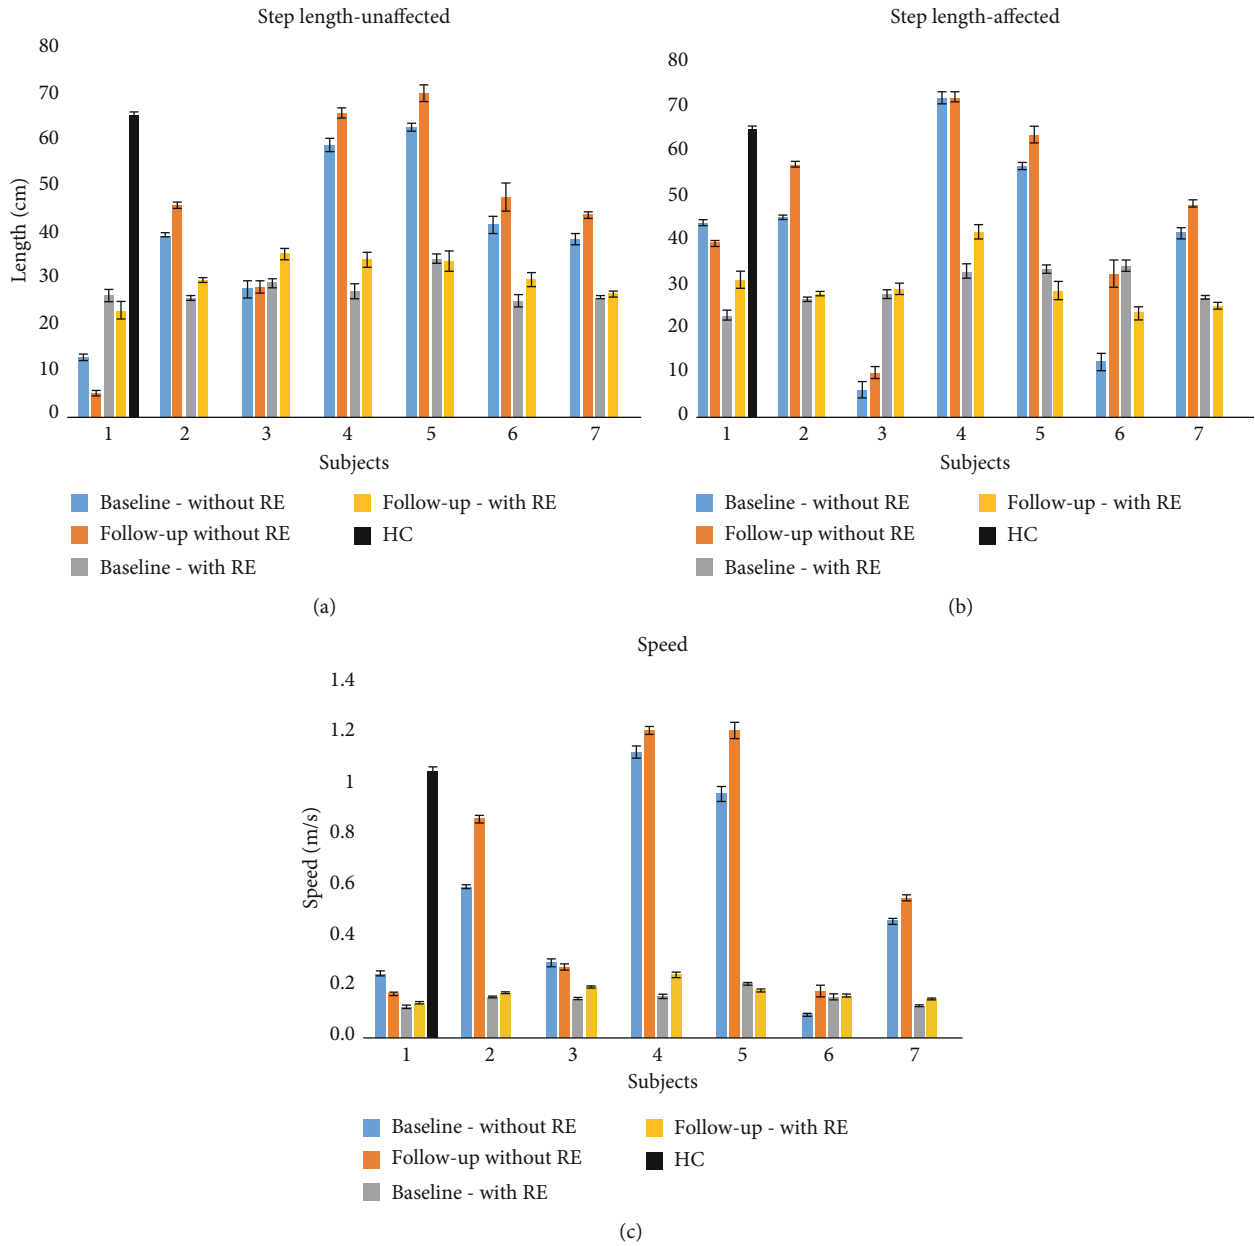 Step length-unaffected
80
70
60
50
40
30
20
10
0
Length (cm)
1 2 3 4 5 6 7
Subjects
Baseline - without RE
Follow-up without RE
Baseline - with RE
Follow-up - with RE
HC
(a)
Step length-affected
80
70
60
50
40
30
20
10
0
1 2 3 4 5 6 7
Subjects
Baseline - without RE
Follow-up without RE
Baseline - with RE
Follow-up - with RE
HC
(b)
Speed
1.4
1.2
1
0.8
0.6
0.4
0.2
0.0
Speed (m/s)
1 2 3 4 5 6 7
Subjects
Baseline - without RE
Follow-up without RE
Baseline - with RE
Follow-up - with RE
HC
(c)